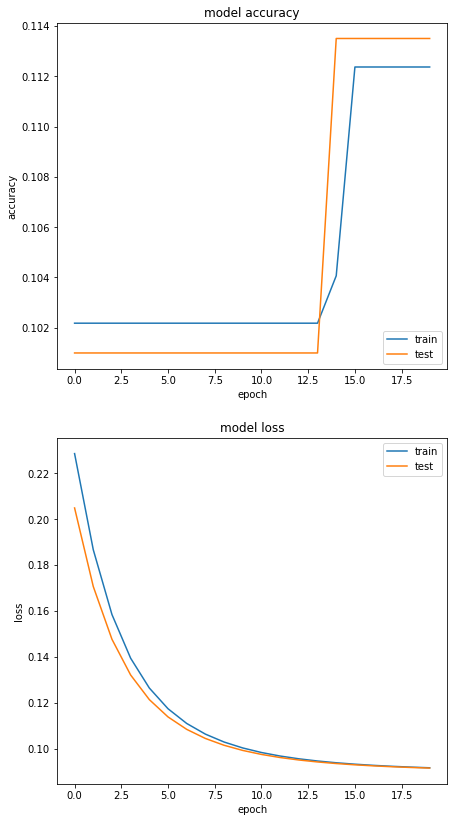 model accuracy
0.114
0.112
0.110
0.108
0.106
0.104
0.102
accuracy
0.0 2.5 5.0 7.5 10.0 12.5 15.0 17.5
epoch
train
test
model loss
0.22
0.20
0.18
0.16
0.14
0.12
0.10
loss
0.0 2.5 5.0 7.5 10.0 12.5 15.0 17.5
epoch
train
test